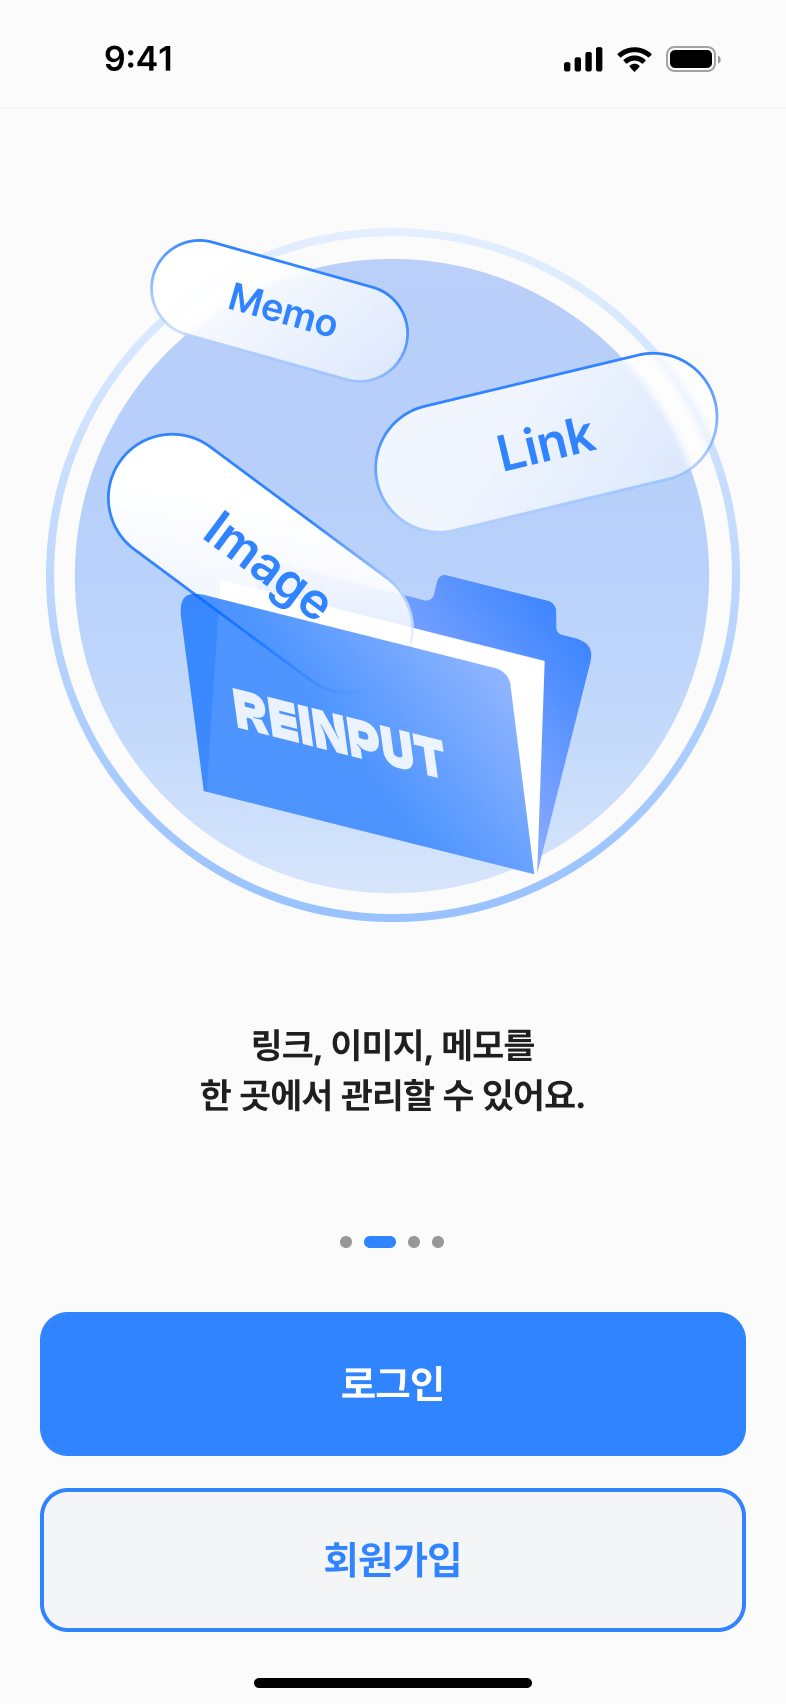 9:41
Memo
Link
Image
REINPUT
링크, 이미지, 메모를
한 곳에서 관리할 수 있어요.
로그인
회원가입